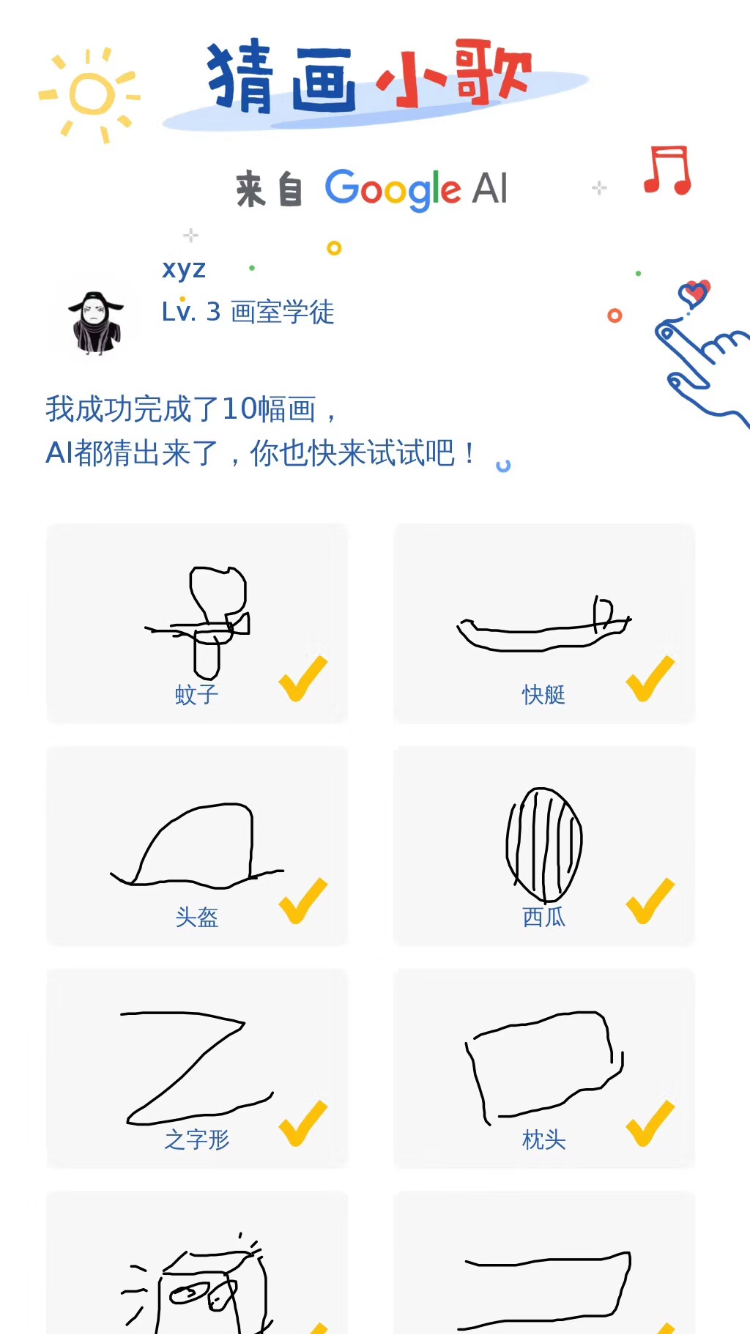 猜画小歌
来自 Google AI
xyz
Lv. 3 画室学徒
我成功完成了10幅画，
AI都猜出来了，你也快来试试吧！
蚊子
快艇
头盔
西瓜
之字形
枕头